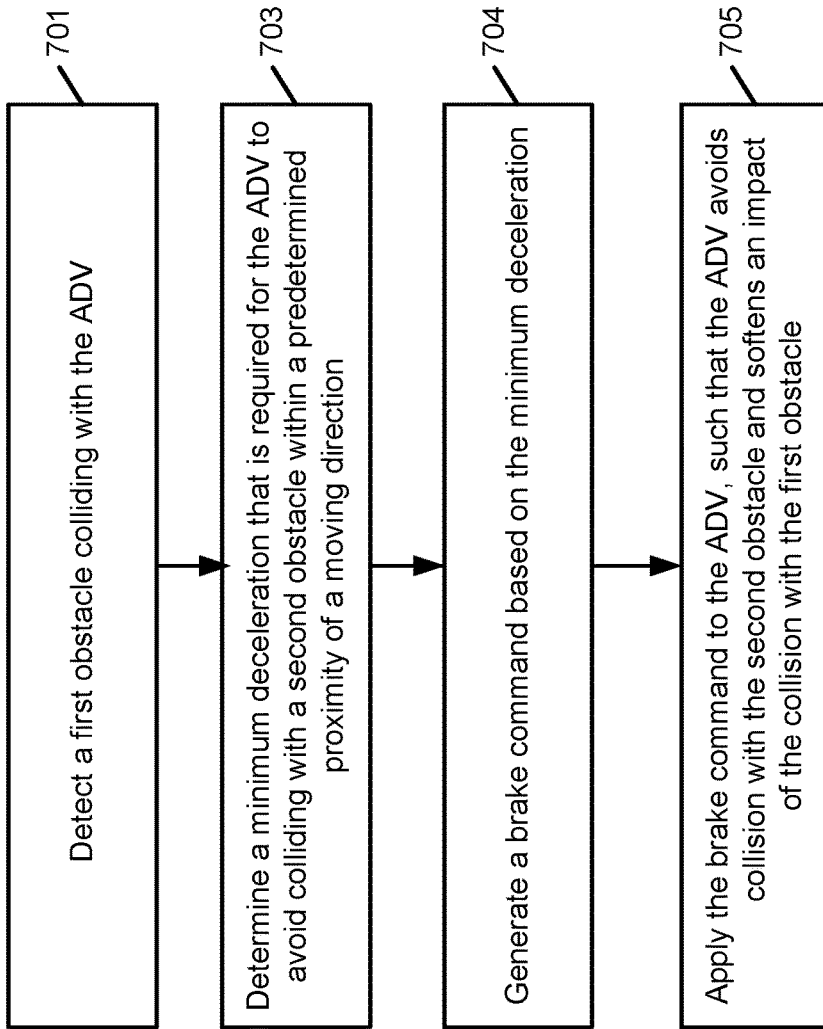 Detect a first obstacle colliding with the ADV
701
Determine a minimum deceleration that is required for the ADV to
avoid colliding with a second obstacle within a predetermined
proximity of a moving direction
703
Generate a brake command based on the minimum deceleration
704
Apply the brake command to the ADV, such that the ADV avoids
collision with the second obstacle and softens an impact
of the collision with the first obstacle
705